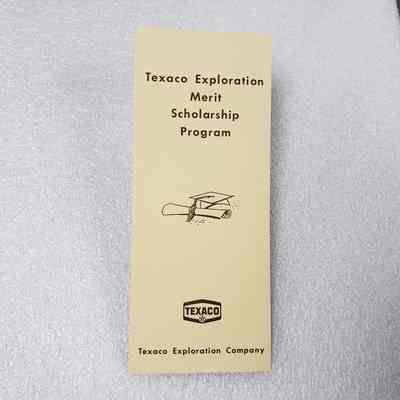 Texaco Exploration
Merit
Scholarship
Program
TEXACO
Texaco Exploration Company